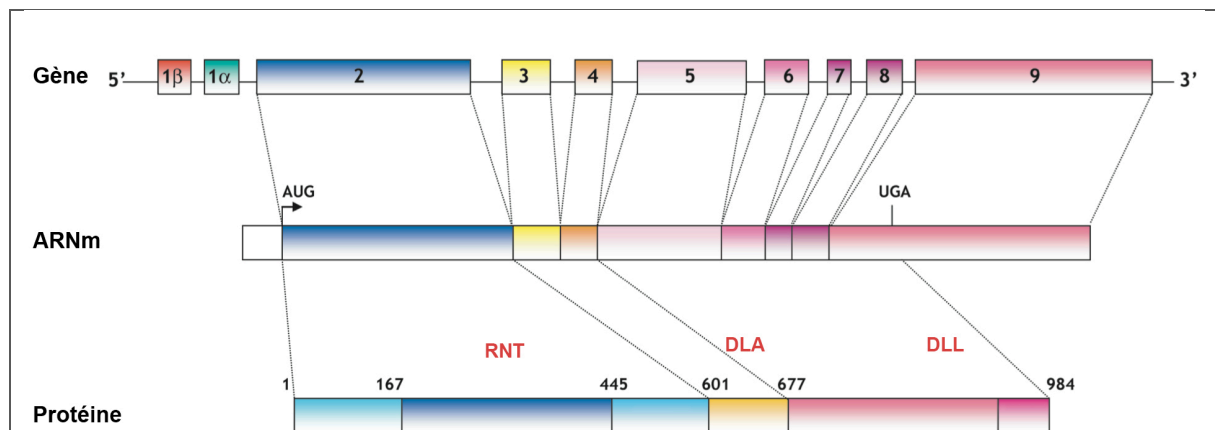 Gène 5' 1β 1α 2 3 4 5 6 7 8 9 3'
AUG UGA
ARNm
RNT DLA DLL
1 167 445 601 677 984
Protéine